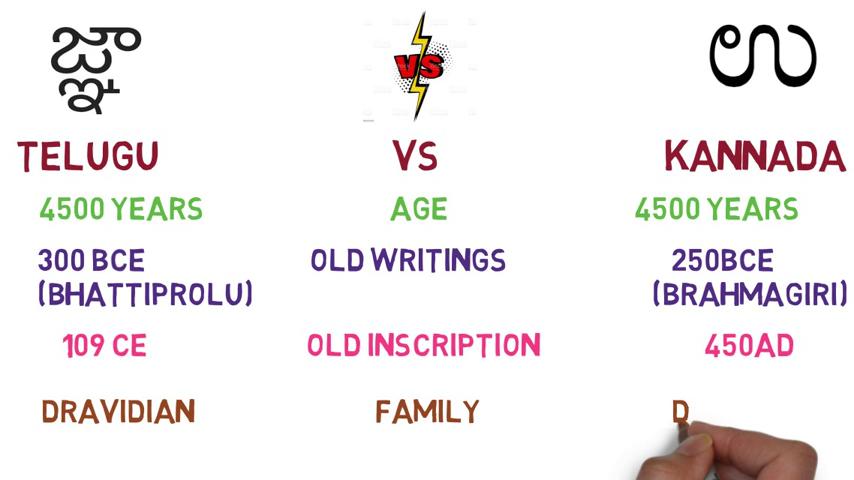 జ్ఞా
VS
ಉ
TELUGU VS KANNADA
4500 YEARS AGE 4500 YEARS
300 BCE OLD WRITINGS 250BCE
(BHATTIPROLU) (BRAHMAGIRI)
109 CE OLD INSCRIPTION 450AD
DRAVIDIAN FAMILY D